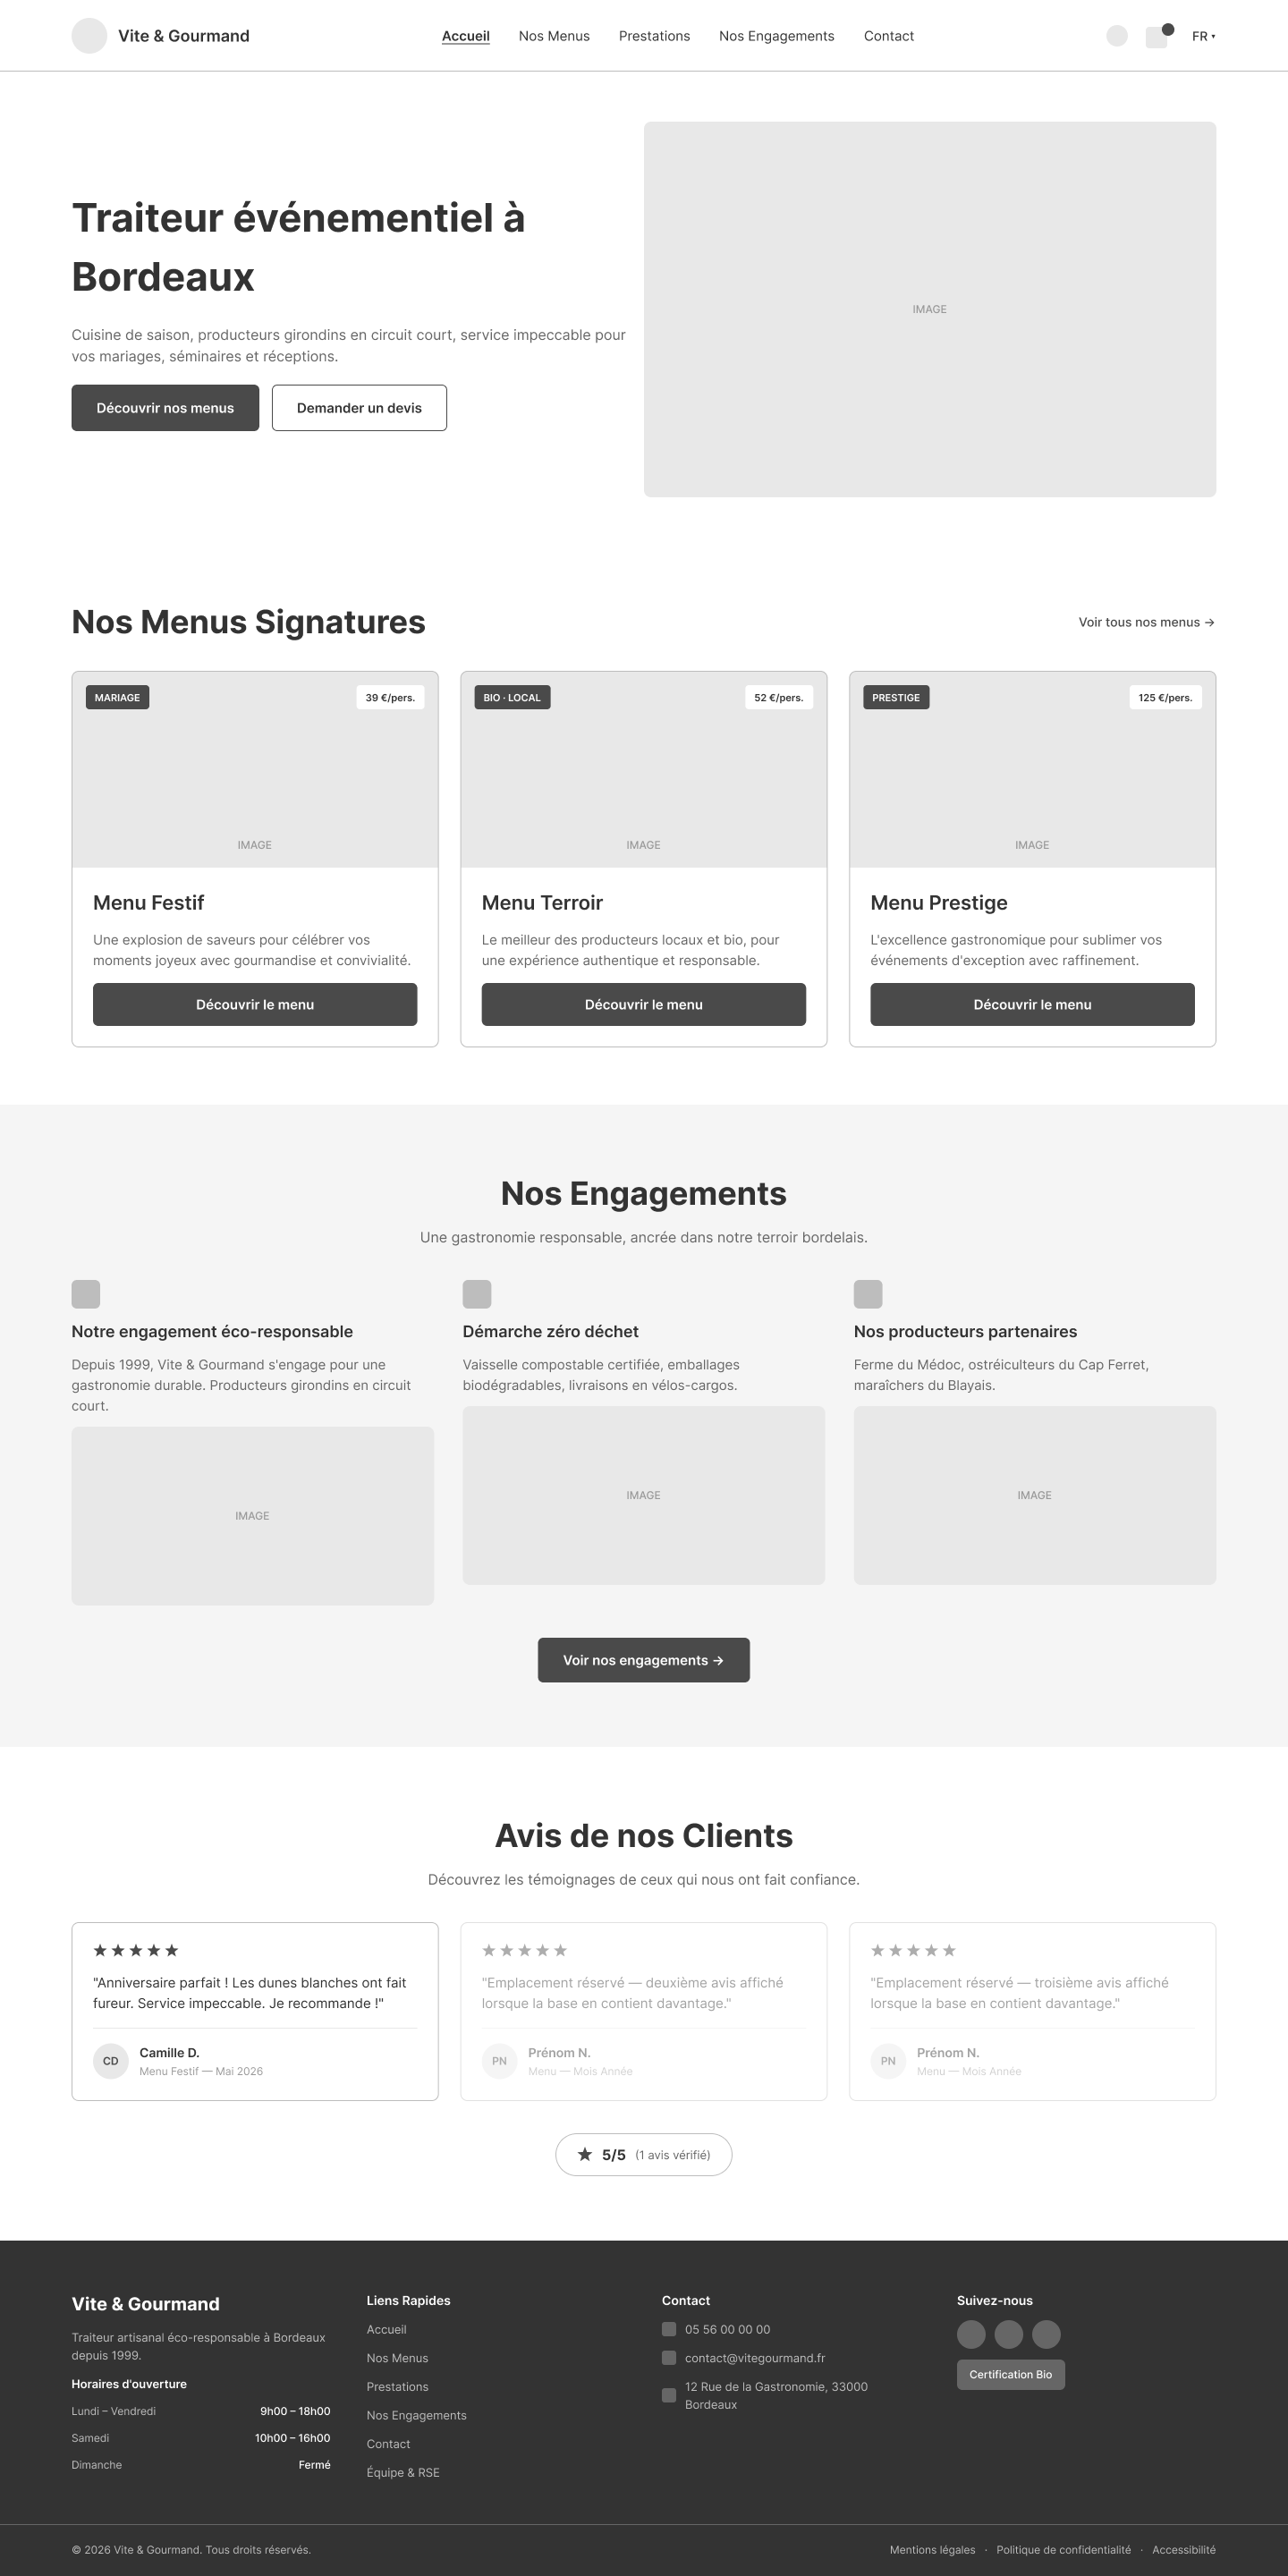 Vite & Gourmand
Accueil
Nos Menus
Prestations
Nos Engagements
Contact
FR ▾
Traiteur événementiel à
Bordeaux
Cuisine de saison, producteurs girondins en circuit court, service impeccable pour
vos mariages, séminaires et réceptions.
Découvrir nos menus
Demander un devis
IMAGE
Nos Menus Signatures
Voir tous nos menus →
MARIAGE
39 €/pers.
IMAGE
Menu Festif
Une explosion de saveurs pour célébrer vos
moments joyeux avec gourmandise et convivialité.
Découvrir le menu
BIO · LOCAL
52 €/pers.
IMAGE
Menu Terroir
Le meilleur des producteurs locaux et bio, pour
une expérience authentique et responsable.
Découvrir le menu
PRESTIGE
125 €/pers.
IMAGE
Menu Prestige
L'excellence gastronomique pour sublimer vos
événements d'exception avec raffinement.
Découvrir le menu
Nos Engagements
Une gastronomie responsable, ancrée dans notre terroir bordelais.
Notre engagement éco-responsable
Depuis 1999, Vite & Gourmand s'engage pour une
gastronomie durable. Producteurs girondins en circuit
court.
IMAGE
Démarche zéro déchet
Vaisselle compostable certifiée, emballages
biodégradables, livraisons en vélos-cargos.
IMAGE
Nos producteurs partenaires
Ferme du Médoc, ostréiculteurs du Cap Ferret,
maraîchers du Blayais.
IMAGE
Voir nos engagements →
Avis de nos Clients
Découvrez les témoignages de ceux qui nous ont fait confiance.
★★★★★
"Anniversaire parfait ! Les dunes blanches ont fait
fureur. Service impeccable. Je recommande !"
CD
Camille D.
Menu Festif — Mai 2026
★★★★★
"Emplacement réservé — deuxième avis affiché
lorsque la base en contient davantage."
PN
Prénom N.
Menu — Mois Année
★★★★★
"Emplacement réservé — troisième avis affiché
lorsque la base en contient davantage."
PN
Prénom N.
Menu — Mois Année
★ 5/5 (1 avis vérifié)
Vite & Gourmand
Traiteur artisanal éco-responsable à Bordeaux
depuis 1999.
Horaires d'ouverture
Lundi – Vendredi 9h00 – 18h00
Samedi 10h00 – 16h00
Dimanche Fermé
Liens Rapides
Accueil
Nos Menus
Prestations
Nos Engagements
Contact
Équipe & RSE
Contact
05 56 00 00 00
contact@vitegourmand.fr
12 Rue de la Gastronomie, 33000
Bordeaux
Suivez-nous
Certification Bio
© 2026 Vite & Gourmand. Tous droits réservés.
Mentions légales · Politique de confidentialité · Accessibilité